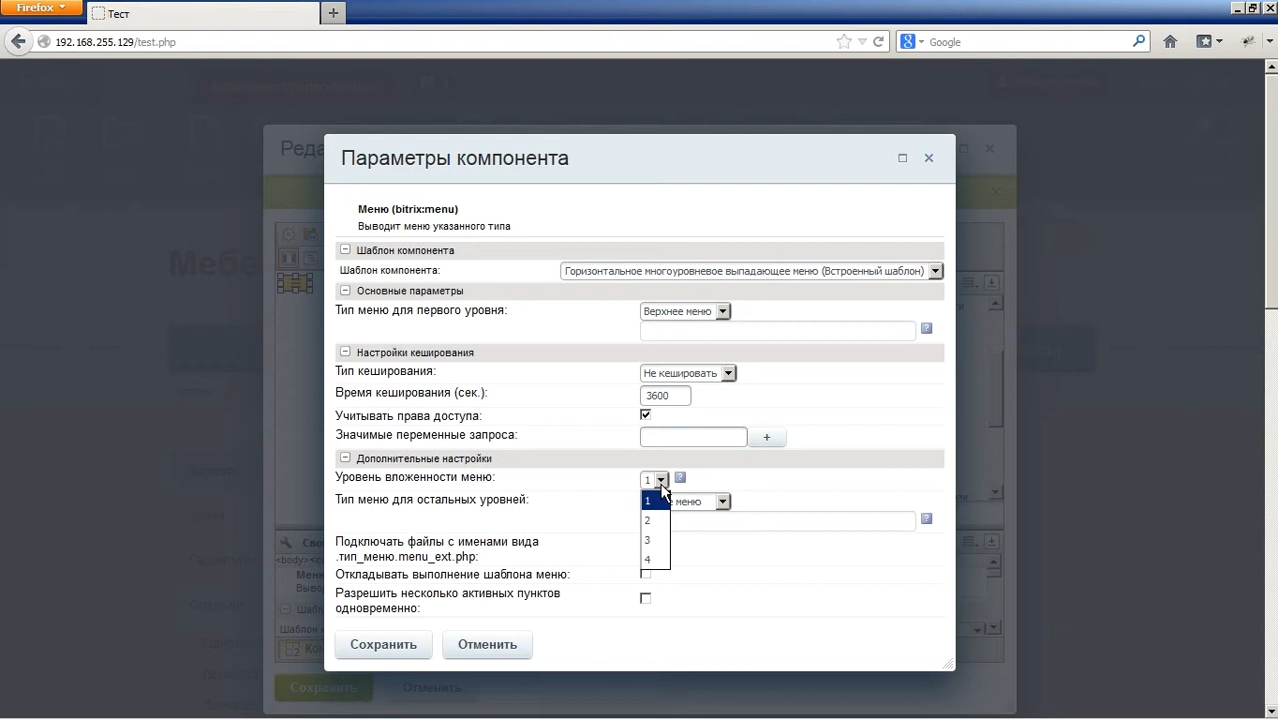 Firefox
Тест
192.168.255.129/test.php
Google
Реда
Параметры компонента
Меню (bitrix:menu)
Выводит меню указанного типа
Шаблон компонента
Шаблон компонента: Горизонтальное многоуровневое выпадающее меню (Встроенный шаблон)
Основные параметры
Тип меню для первого уровня: Верхнее меню
?
Настройки кеширования
Тип кеширования: Не кешировать
Время кеширования (сек.): 3600
Учитывать права доступа:
Значимые переменные запроса: +
Дополнительные настройки
Уровень вложенности меню: 1 ?
Тип меню для остальных уровней: 1 е меню
2 ?
3
4
Подключать файлы с именами вида
.тип_меню.menu_ext.php:
Откладывать выполнение шаблона меню:
Разрешить несколько активных пунктов
одновременно:
Сохранить Отменить
Мебе
<body>
Сохранить Отменить